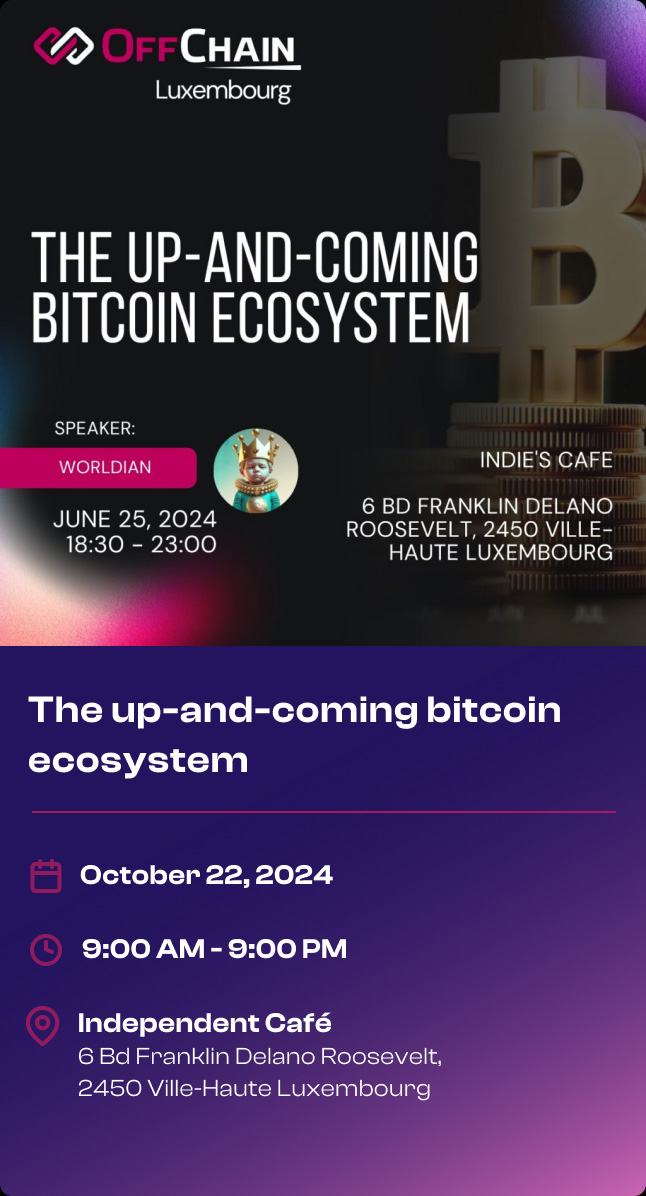 OFFCHAIN
Luxembourg
THE UP-AND-COMING
BITCOIN ECOSYSTEM
SPEAKER:
WORLDIAN
JUNE 25, 2024
18:30 – 23:00
INDIE'S CAFE
6 BD FRANKLIN DELANO
ROOSEVELT, 2450 VILLE-
HAUTE LUXEMBOURG
The up-and-coming bitcoin
ecosystem
October 22, 2024
9:00 AM - 9:00 PM
Independent Café
6 Bd Franklin Delano Roosevelt,
2450 Ville-Haute Luxembourg